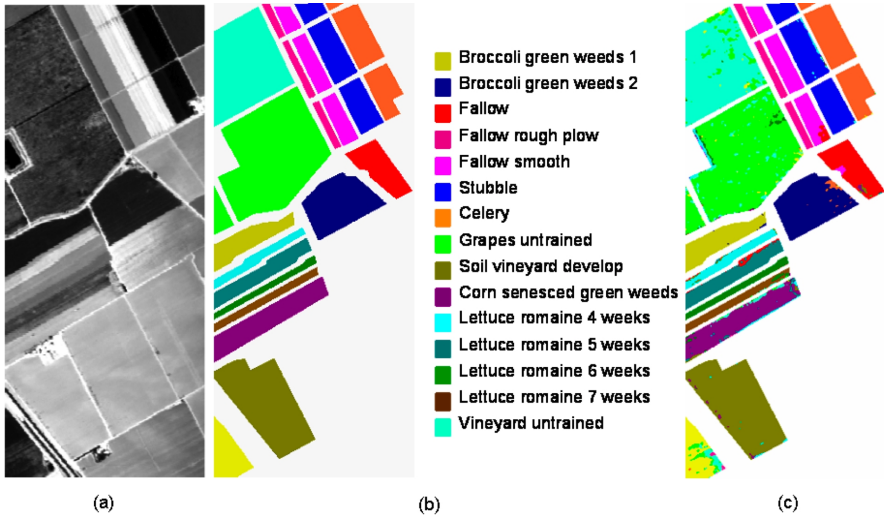 Broccoli green weeds 1
Broccoli green weeds 2
Fallow
Fallow rough plow
Fallow smooth
Stubble
Celery
Grapes untrained
Soil vineyard develop
Corn senesced green weeds
Lettuce romaine 4 weeks
Lettuce romaine 5 weeks
Lettuce romaine 6 weeks
Lettuce romaine 7 weeks
Vineyard untrained
(a)
(b)
(c)